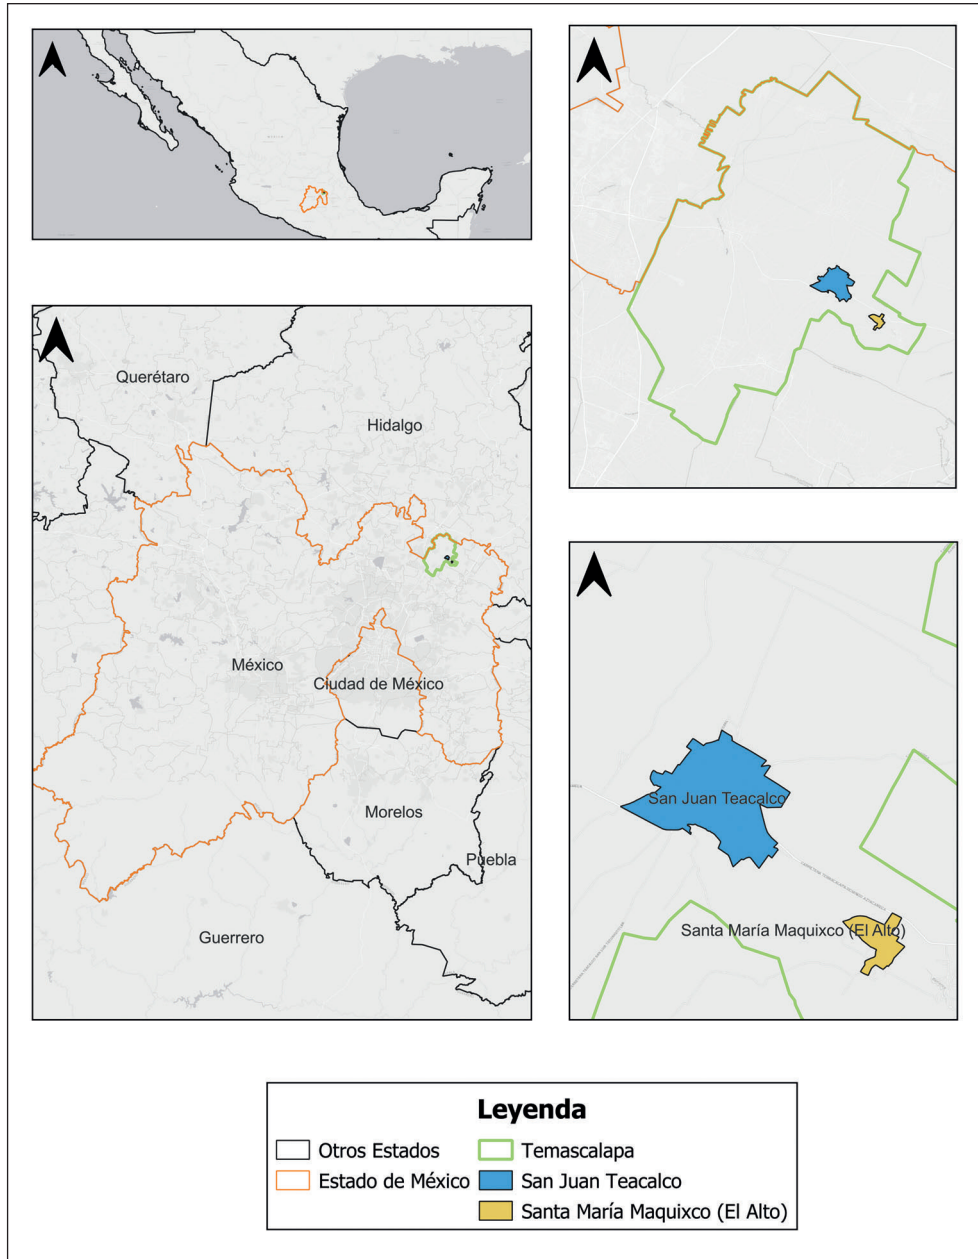 Querétaro
Hidalgo
México
Ciudad de México
Morelos
Puebla
Guerrero
San Juan Teacalco
Santa María Maquixco (El Alto)
Leyenda
Otros Estados
Estado de México
Temascalapa
San Juan Teacalco
Santa María Maquixco (El Alto)